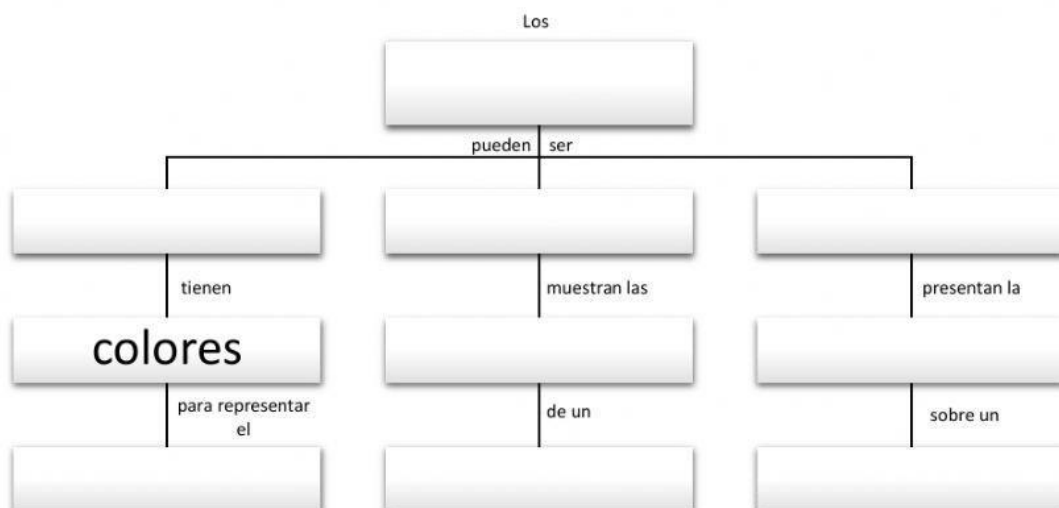 Los
pueden ser
tienen
muestran las
presentan la
colores
para representar
el
de un
sobre un